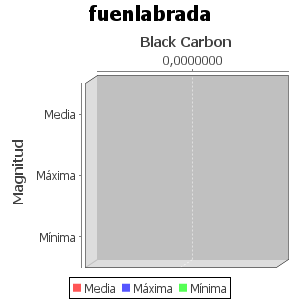 fuenlabrada
Black Carbon
0,0000000
Magnitud
Media
Máxima
Mínima
Media Máxima Mínima